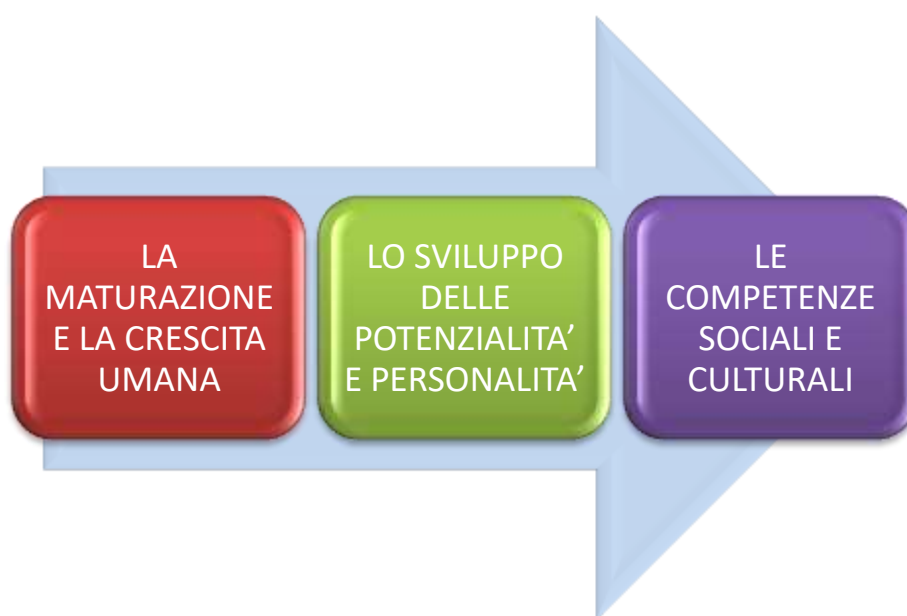 LA
MATURAZIONE
E LA CRESCITA
UMANA
LO SVILUPPO
DELLE
POTENZIALITA’
E PERSONALITA’
LE
COMPETENZE
SOCIALI E
CULTURALI